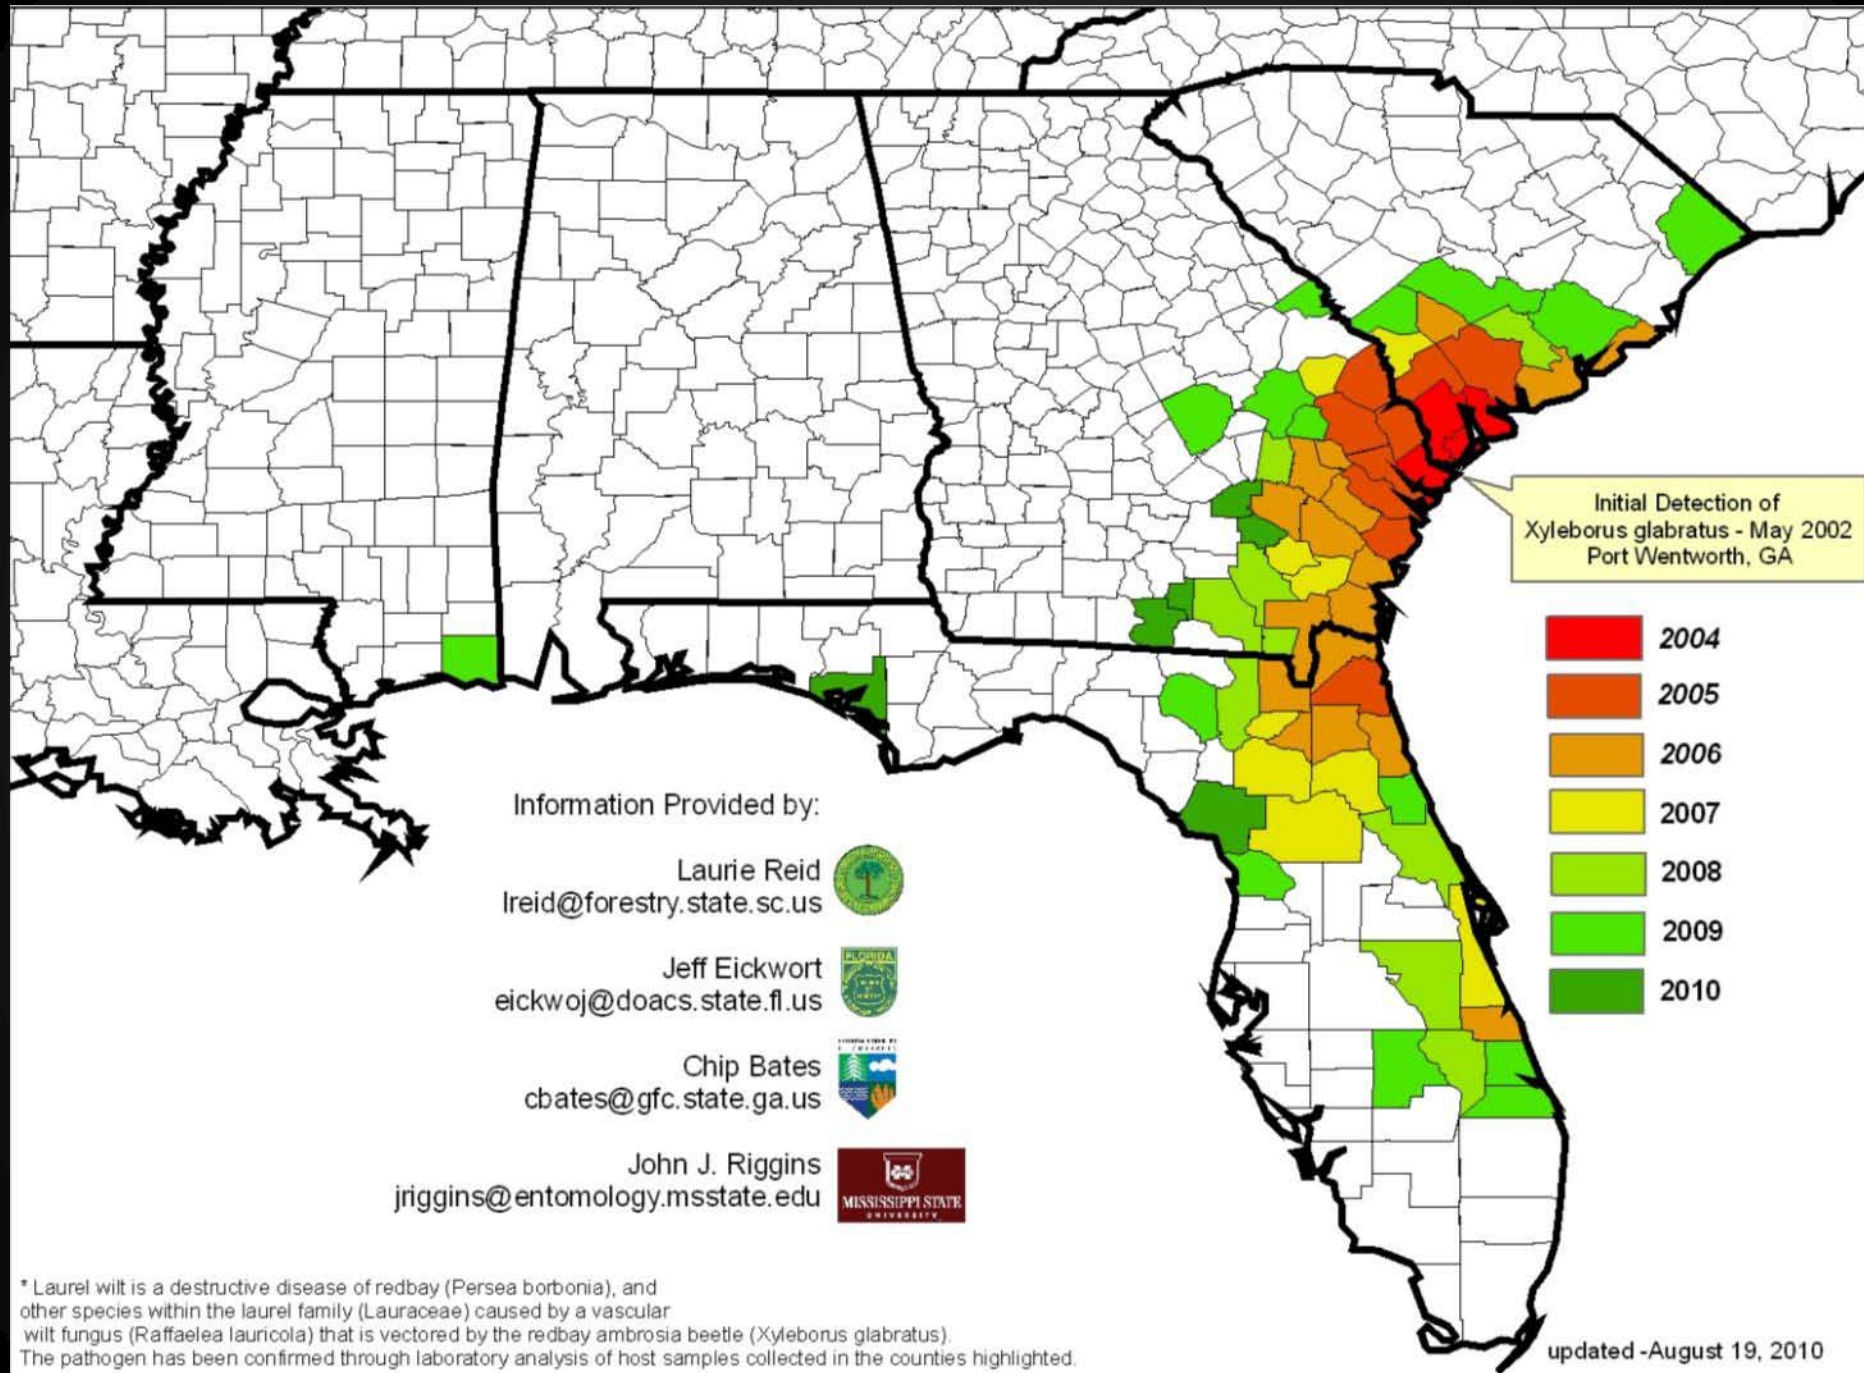 Initial Detection of
Xyleborus glabratus - May 2002
Port Wentworth, GA
2004
2005
2006
2007
2008
2009
2010
Information Provided by:
Laurie Reid
lreid@forestry.state.sc.us
Jeff Eickwort
eickwoj@doacs.state.fl.us
FLORIDA
Chip Bates
cbates@gfc.state.ga.us
John J. Riggins
jriggins@entomology.msstate.edu
MISSISSIPPI STATE
UNIVERSITY
* Laurel wilt is a destructive disease of redbay (Persea borbonia), and
other species within the laurel family (Lauraceae) caused by a vascular
wilt fungus (Raffaelea lauricola) that is vectored by the redbay ambrosia beetle (Xyleborus glabratus).
The pathogen has been confirmed through laboratory analysis of host samples collected in the counties highlighted.
updated -August 19, 2010